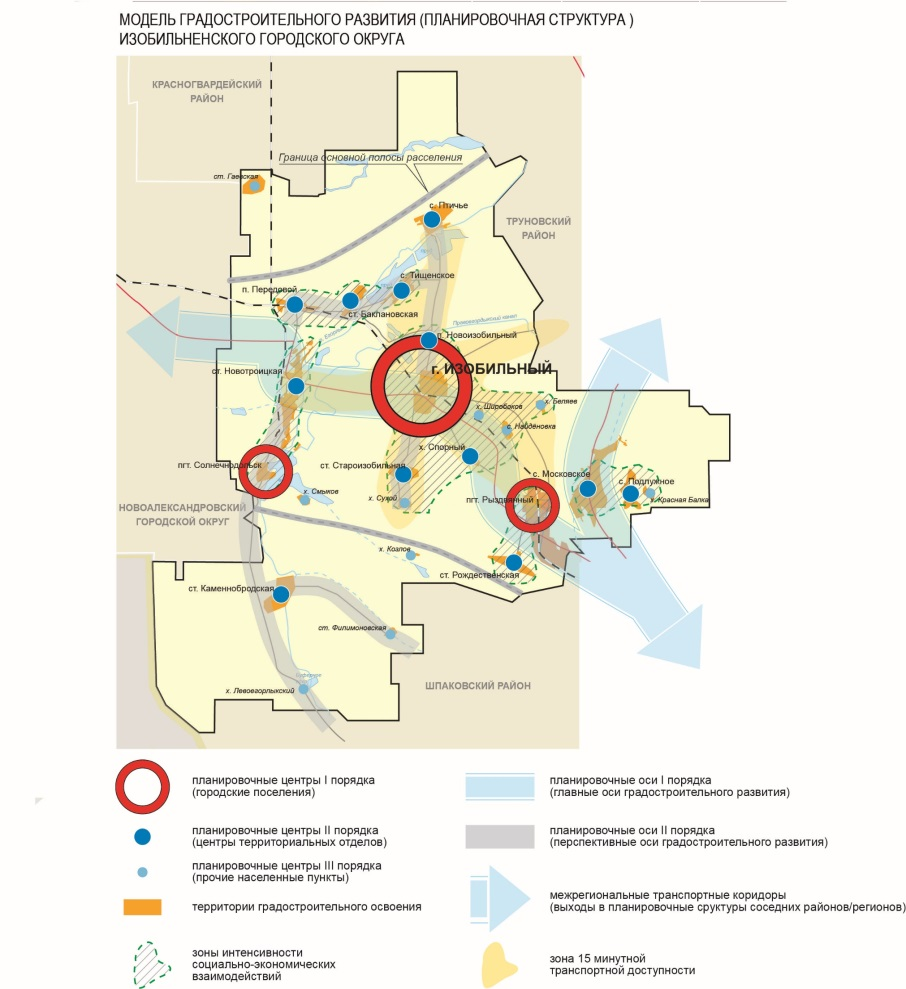 МОДЕЛЬ ГРАДОСТРОИТЕЛЬНОГО РАЗВИТИЯ (ПЛАНИРОВОЧНАЯ СТРУКТУРА )
ИЗОБИЛЬНЕНСКОГО ГОРОДСКОГО ОКРУГА
КРАСНОГВАРДЕЙСКИЙ
РАЙОН
Граница основной полосы расселения
ст. Гаевская
с. Птичье
ТРУНОВСКИЙ
РАЙОН
с. Тищенское
п. Передовой
ст. Баклановская
п. Новоизобильный
г. ИЗОБИЛЬНЫЙ
ст. Новотроицкая
х. Широбоков
х. Беляев
с. Найдёновка
х. Спорный
пгт. Солнечнодольск
ст. Староизобильная
с. Московское
с. Подлужное
х. Смыков
х. Сухой
пгт. Рыздвяный
х. Красная Балка
НОВОАЛЕКСАНДРОВСКИЙ
ГОРОДСКОЙ ОКРУГ
х. Козлов
ст. Рождественская
ст. Каменнобродская
ст. Филимоновская
х. Левоегорлыкский
ШПАКОВСКИЙ РАЙОН
планировочные центры I порядка
(городские поселения)
планировочные центры II порядка
(центры территориальных отделов)
планировочные центры III порядка
(прочие населенные пункты)
территории градостроительного освоения
зоны интенсивности
социально-экономических
взаимодействий
планировочные оси I порядка
(главные оси градостроительного развития)
планировочные оси II порядка
(перспективные оси градостроительного развития)
межрегиональные транспортные коридоры
(выходы в планировочные сруктуры соседних районов/регионов)
зона 15 минутной
транспортной доступности